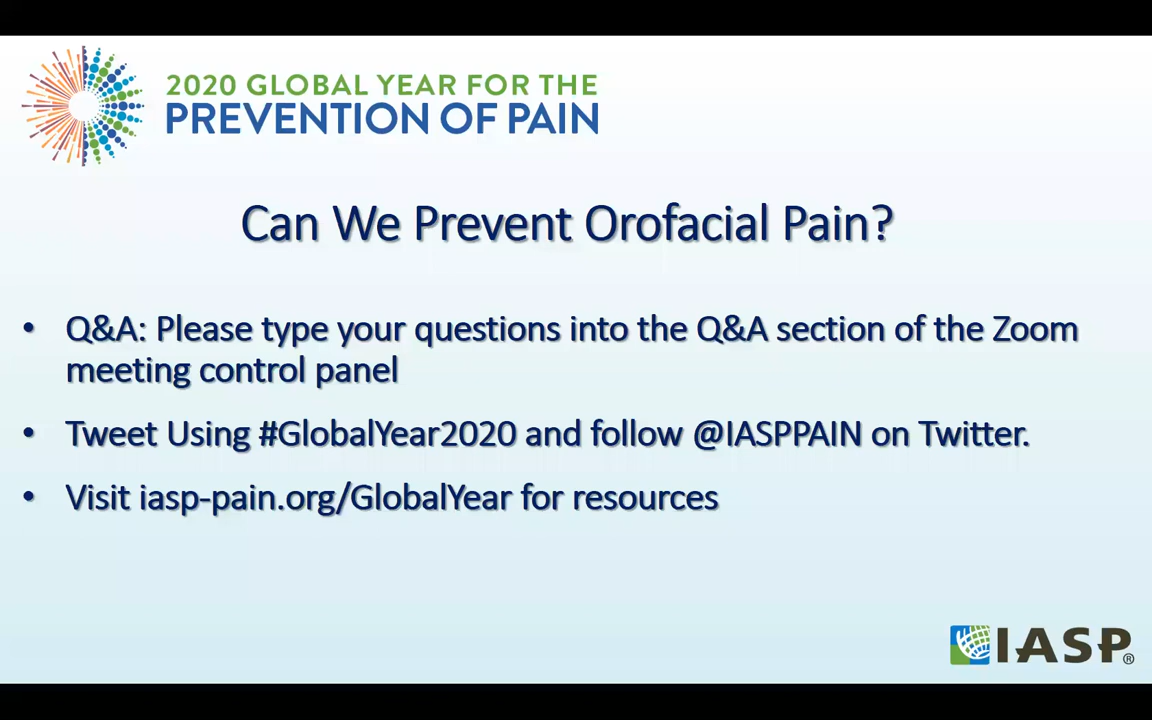 2020 GLOBAL YEAR FOR THE
PREVENTION OF PAIN
Can We Prevent Orofacial Pain?
• Q&A: Please type your questions into the Q&A section of the Zoom
meeting control panel
• Tweet Using #GlobalYear2020 and follow @IASPPAIN on Twitter.
• Visit iasp-pain.org/GlobalYear for resources
IASP®